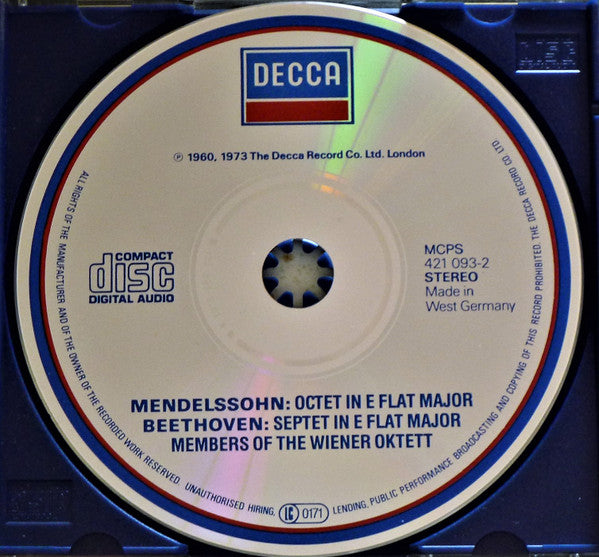 DECCA
℗ 1960, 1973 The Decca Record Co. Ltd. London
COMPACT
disc
DIGITAL AUDIO
MCPS
421 093-2
STEREO
Made in
West Germany
MENDELSSOHN: OCTET IN E FLAT MAJOR
BEETHOVEN: SEPTET IN E FLAT MAJOR
MEMBERS OF THE WIENER OKTETT
ALL RIGHTS OF THE MANUFACTURER AND OF THE OWNER OF THE RECORDED WORK RESERVED. UNAUTHORISED HIRING, LENDING, PUBLIC PERFORMANCE BROADCASTING AND COPYING OF THIS RECORD PROHIBITED. THE DECCA RECORD CO. LTD.
LC 0171